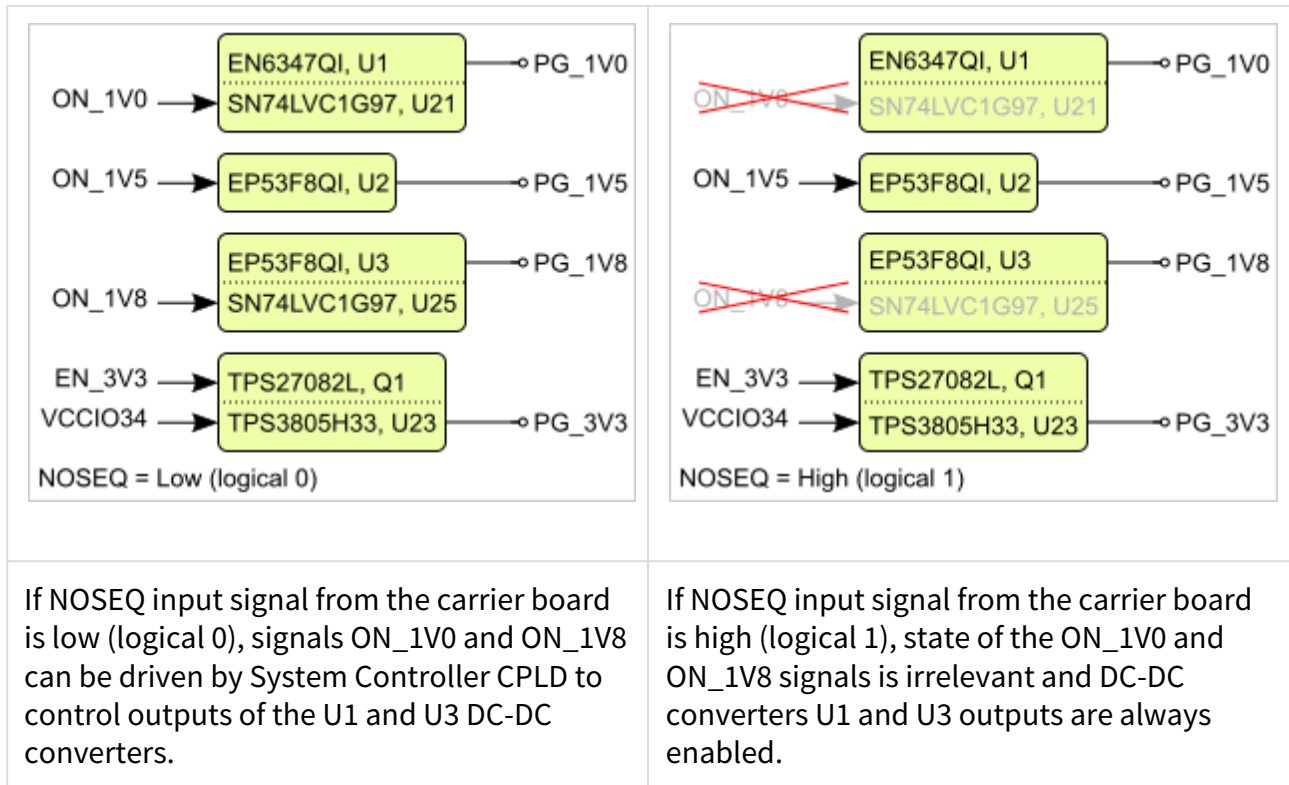 EN6347QI, U1
PG_1V0
ON_1V0
SN74LVC1G97, U21
ON_1V5
EP53F8QI, U2
PG_1V5
EP53F8QI, U3
PG_1V8
ON_1V8
SN74LVC1G97, U25
EN_3V3
TPS27082L, Q1
VCCIO34
TPS3805H33, U23
PG_3V3
NOSEQ = Low (logical 0)
EN6347QI, U1
PG_1V0
ON_1V0
SN74LVC1G97, U21
ON_1V5
EP53F8QI, U2
PG_1V5
EP53F8QI, U3
PG_1V8
ON_1V8
SN74LVC1G97, U25
EN_3V3
TPS27082L, Q1
VCCIO34
TPS3805H33, U23
PG_3V3
NOSEQ = High (logical 1)
If NOSEQ input signal from the carrier board
is low (logical 0), signals ON_1V0 and ON_1V8
can be driven by System Controller CPLD to
control outputs of the U1 and U3 DC-DC
converters.
If NOSEQ input signal from the carrier board
is high (logical 1), state of the ON_1V0 and
ON_1V8 signals is irrelevant and DC-DC
converters U1 and U3 outputs are always
enabled.